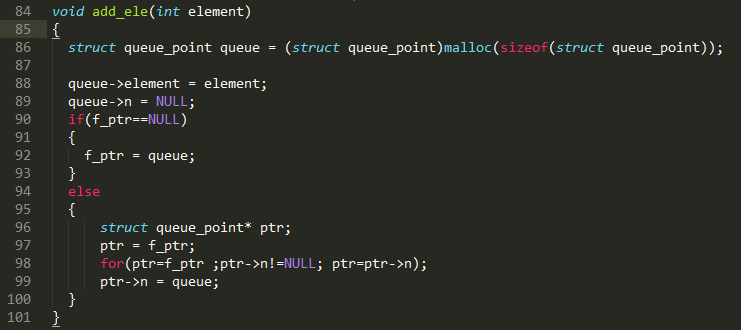 84 void add_ele(int element)
85 {
86 struct queue_point queue = (struct queue_point)malloc(sizeof(struct queue_point));
87
88 queue->element = element;
89 queue->n = NULL;
90 if(f_ptr==NULL)
91 {
92 f_ptr = queue;
93 }
94 else
95 {
96 struct queue_point* ptr;
97 ptr = f_ptr;
98 for(ptr=f_ptr ;ptr->n!=NULL; ptr=ptr->n);
99 ptr->n = queue;
100 }
101 }